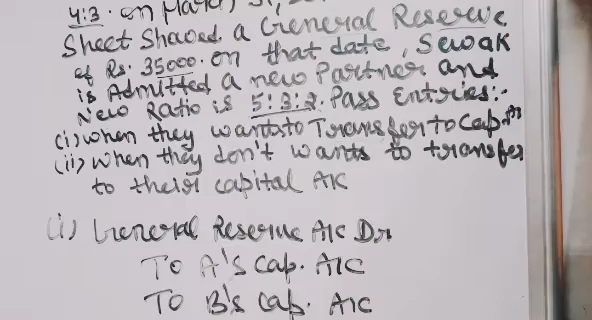 4:3. on March 31,
Sheet Showed a General Reserve
of Rs. 35000. on that date, Sewak
is Admitted a new Partner and
New Ratio is 5:3:2. Pass Entries:-
(i) when they wants to Transfer to Cap.
(ii) when they don't wants to transfer
to their capital A/C
(i) General Reserve A/C Dr
To A's Cap. A/C
To B's Cap. A/C